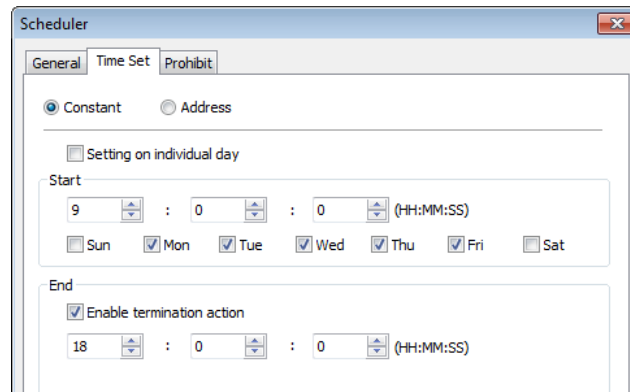 Scheduler
General Time Set Prohibit
Constant Address
Setting on individual day
Start
9 : 0 : 0 (HH:MM:SS)
Sun Mon Tue Wed Thu Fri Sat
End
Enable termination action
18 : 0 : 0 (HH:MM:SS)